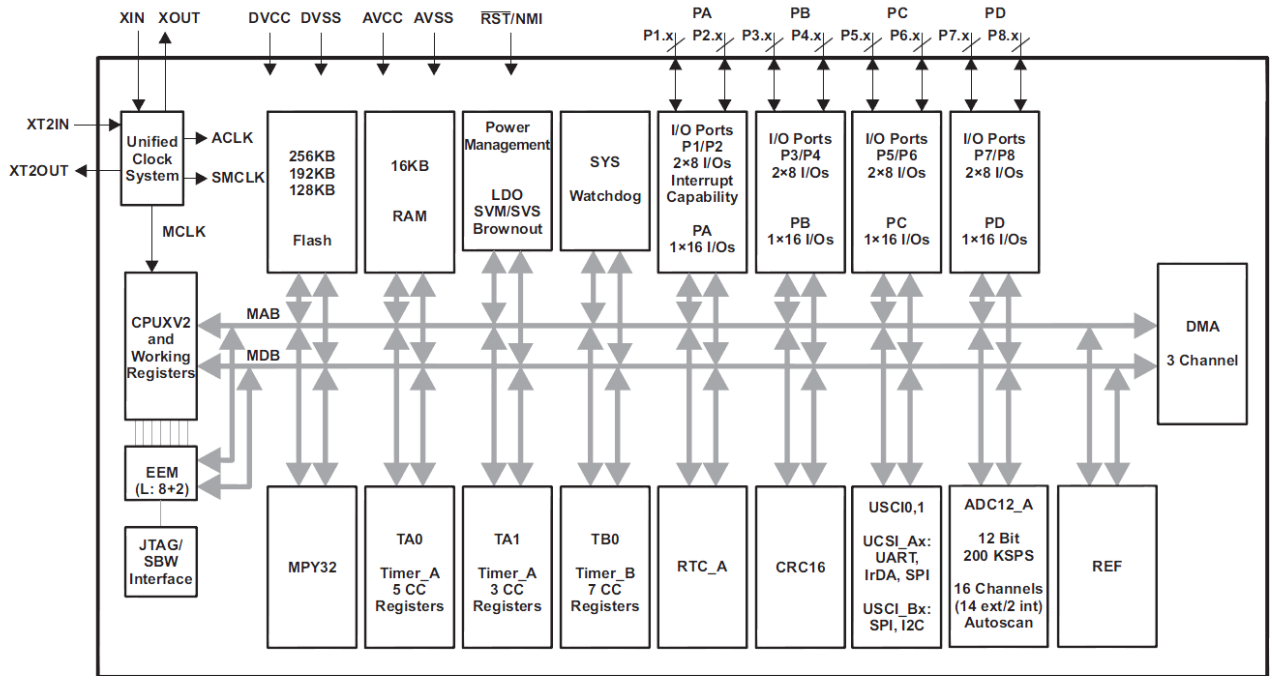 XIN XOUT DVCC DVSS AVCC AVSS RST/NMI PA PB PC PD
P1.x P2.x P3.x P4.x P5.x P6.x P7.x P8.x
XT2IN
XT2OUT
Unified
Clock
System
ACLK
SMCLK
MCLK
256KB
192KB
128KB
Flash
16KB
RAM
Power
Management
LDO
SVM/SVS
Brownout
SYS
Watchdog
I/O Ports
P1/P2
2×8 I/Os
Interrupt
Capability
PA
1×16 I/Os
I/O Ports
P3/P4
2×8 I/Os
PB
1×16 I/Os
I/O Ports
P5/P6
2×8 I/Os
PC
1×16 I/Os
I/O Ports
P7/P8
2×8 I/Os
PD
1×16 I/Os
CPUXV2
and
Working
Registers
MAB
MDB
DMA
3 Channel
EEM
(L: 8+2)
JTAG/
SBW
Interface
MPY32
TA0
Timer_A
5 CC
Registers
TA1
Timer_A
3 CC
Registers
TB0
Timer_B
7 CC
Registers
RTC_A
CRC16
USCI0,1
UCSI_Ax:
UART,
IrDA, SPI
USCI_Bx:
SPI, I2C
ADC12_A
12 Bit
200 KSPS
16 Channels
(14 ext/2 int)
Autoscan
REF